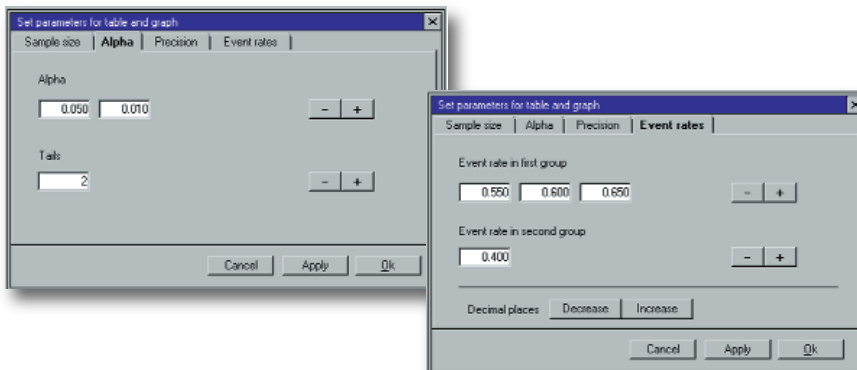 Set parameters for table and graph
Sample size | Alpha | Precision | Event rates |
Alpha
0.050 0.010 - +
Tails
2 - +
Cancel Apply Ok
Set parameters for table and graph
Sample size | Alpha | Precision | Event rates |
Event rate in first group
0.550 0.600 0.650 - +
Event rate in second group
0.400 - +
Decimal places Decrease Increase
Cancel Apply Ok